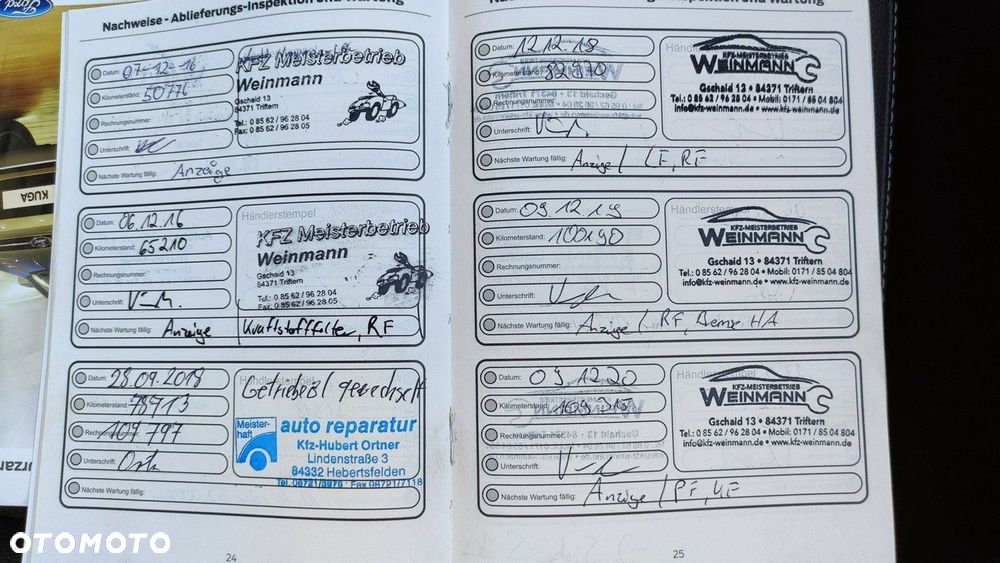 Ford
KUGA
Nachweise - Ablieferungs-Inspektion und Wartung
Datum: 07-12-16
Kilometerstand: 50776
Rechnungsnummer:
Unterschrift:
Nächste Wartung fällig: Anzeige
KFZ Meisterbetrieb
Weinmann
Gschaid 13
84371 Triftern
Tel.: 0 85 62 / 96 28 04
Fax: 0 85 62 / 96 28 05
Datum: 06.12.16
Kilometerstand: 65210
Rechnungsnummer:
Unterschrift:
Nächste Wartung fällig: Anzeige Kraftstofffilter, RF
Händlerstempel
KFZ Meisterbetrieb
Weinmann
Gschaid 13
84371 Triftern
Tel.: 0 85 62 / 96 28 04
Fax: 0 85 62 / 96 28 05
Datum: 28.09.2018
Kilometerstand: 78913
109797
Unterschrift:
Nächste Wartung fällig:
Händlerstempel
Getriebeöl gewechselt
Meister-
haft
auto reparatur
Kfz-Hubert Ortner
Lindenstraße 3
84332 Hebertsfelden
24
Datum: 12.12.18
Kilometerstand: 82970
Rechnungsnummer:
Unterschrift:
Nächste Wartung fällig: Anzeige / LF, RF
Händlerstempel
KFZ-MEISTERBETRIEB
WEINMANN
Gschaid 13 • 84371 Triftern
Tel.: 0 85 62 / 96 28 04 • Mobil: 0171 / 85 04 804
info@kfz-weinmann.de • www.kfz-weinmann.de
Datum: 09.12.19
Kilometerstand: 100190
Rechnungsnummer:
Unterschrift:
Nächste Wartung fällig: Anzeige / RF, Bremse HA
KFZ-MEISTERBETRIEB
WEINMANN
Gschaid 13 • 84371 Triftern
Tel.: 0 85 62 / 96 28 04 • Mobil: 0171 / 85 04 804
info@kfz-weinmann.de • www.kfz-weinmann.de
Datum: 09.12.20
Kilometerstand:
Rechnungsnummer:
Unterschrift:
Nächste Wartung fällig: Anzeige / PF,
Händlerstempel
KFZ-MEISTERBETRIEB
WEINMANN
Gschaid 13 • 84371 Triftern
Tel.: 0 85 62 / 96 28 04 • Mobil: 0171 / 85 04 804
info@kfz-weinmann.de • www.kfz-weinmann.de
25
OTOMOTO